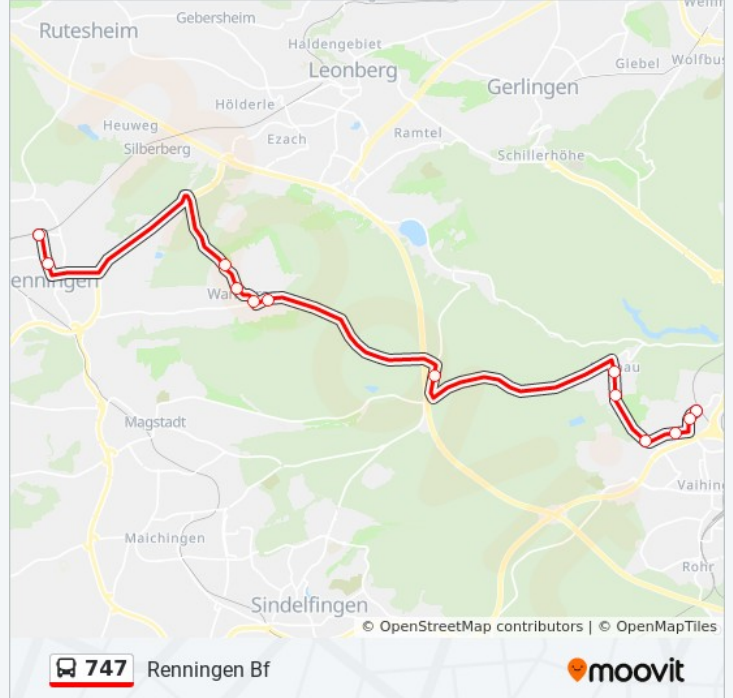 Rutesheim
Gebersheim
Haldengebiet
Leonberg
Giebel
Gerlingen
Hölderle
Heuweg
Ezach
Ramtel
Silberberg
Schillerhöhe
enningen
Magstadt
Maichingen
Rohr
Sindelfingen
© OpenStreetMap contributors | © OpenMapTiles
747 Renningen Bf
moovit